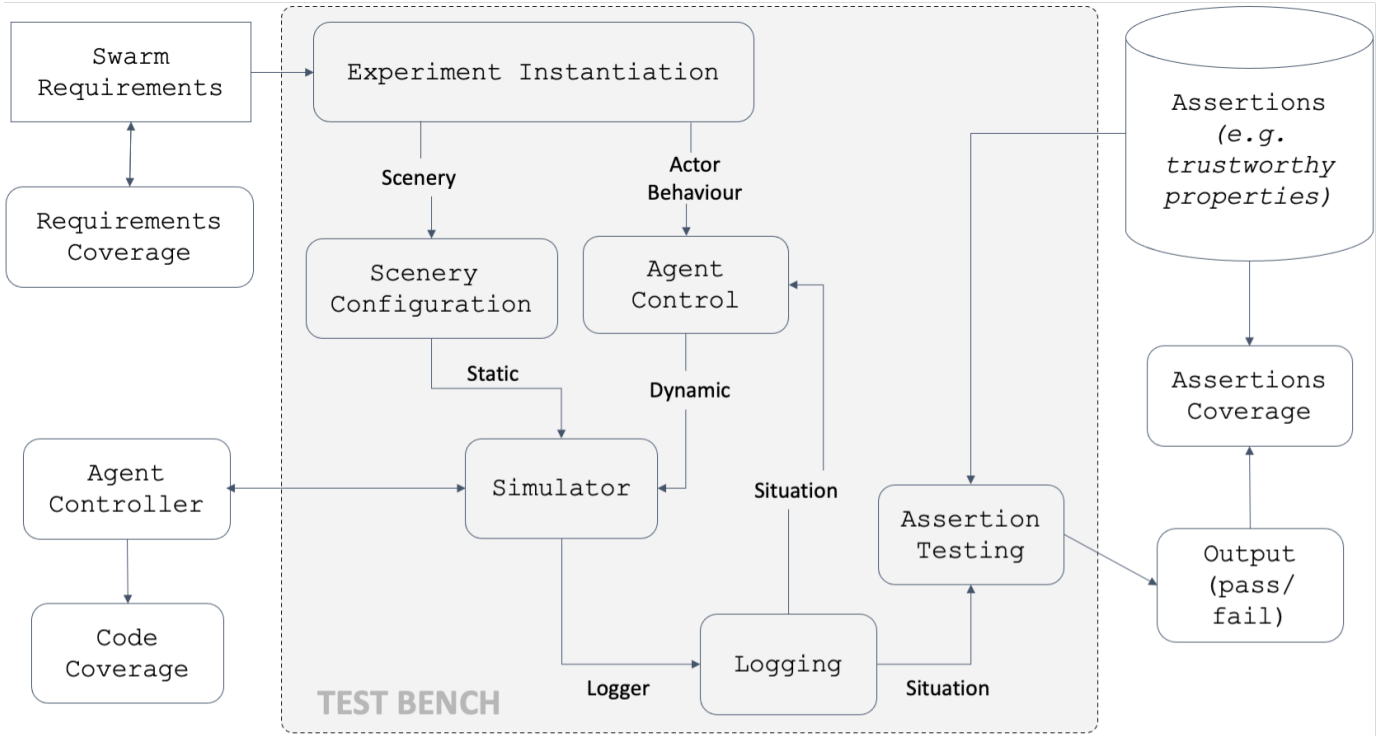 Swarm
Requirements
Experiment Instantiation
Assertions
(e.g.
trustworthy
properties)
Scenery
Actor
Behaviour
Requirements
Coverage
Scenery
Configuration
Agent
Control
Static
Dynamic
Assertions
Coverage
Agent
Controller
Simulator
Situation
Assertion
Testing
Output
(pass/
fail)
Code
Coverage
Logging
Logger
Situation
TEST BENCH